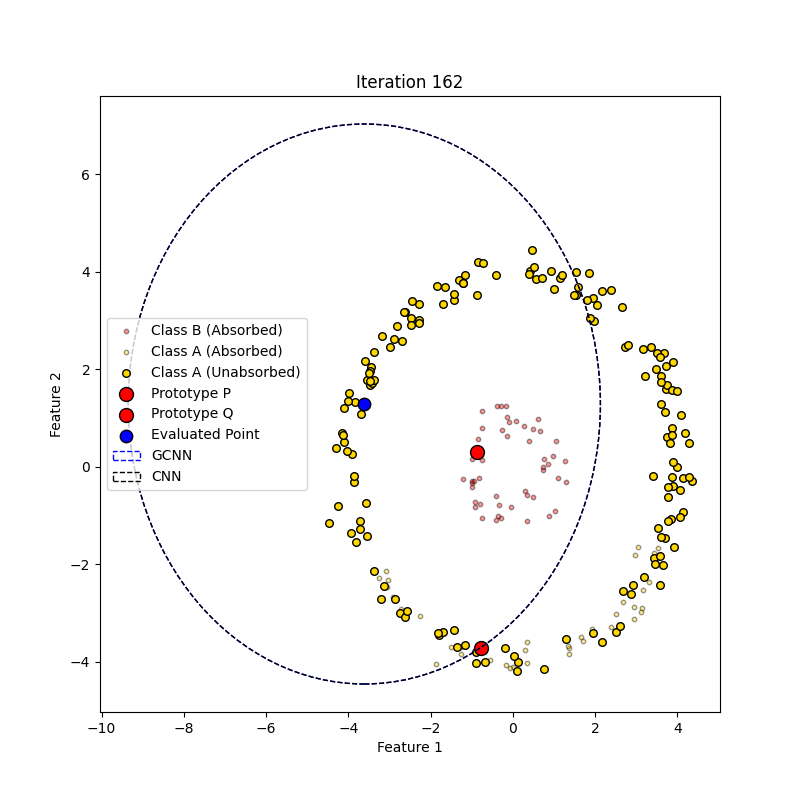 Iteration 162
Feature 2
6
4
2
0
−2
−4
Class B (Absorbed)
Class A (Absorbed)
Class A (Unabsorbed)
Prototype P
Prototype Q
Evaluated Point
GCNN
CNN
−10 −8 −6 −4 −2 0 2 4
Feature 1